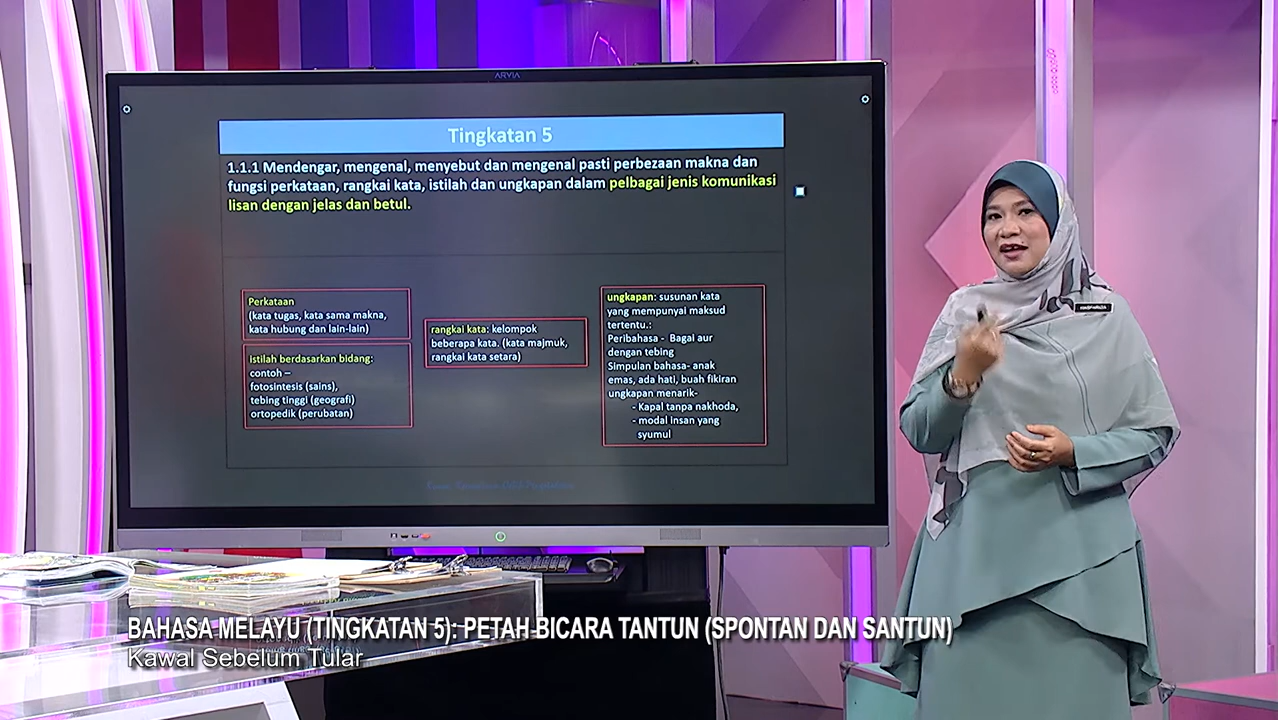 ARVIA
Tingkatan 5
1.1.1 Mendengar, mengenal, menyebut dan mengenal pasti perbezaan makna dan
fungsi perkataan, rangkai kata, istilah dan ungkapan dalam pelbagai jenis komunikasi
lisan dengan jelas dan betul.
Perkataan
(kata tugas, kata sama makna,
kata hubung dan lain-lain)
istilah berdasarkan bidang:
contoh –
fotosintesis (sains),
tebing tinggi (geografi)
ortopedik (perubatan)
rangkai kata: kelompok
beberapa kata. (kata majmuk,
rangkai kata setara)
ungkapan: susunan kata
yang mempunyai maksud
tertentu.:
Peribahasa - Bagai aur
dengan tebing
Simpulan bahasa- anak
emas, ada hati, buah fikiran
ungkapan menarik-
- Kapal tanpa nakhoda,
- modal insan yang
syumul
BAHASA MELAYU (TINGKATAN 5): PETAH BICARA TANTUN (SPONTAN DAN SANTUN)
Kawal Sebelum Tular